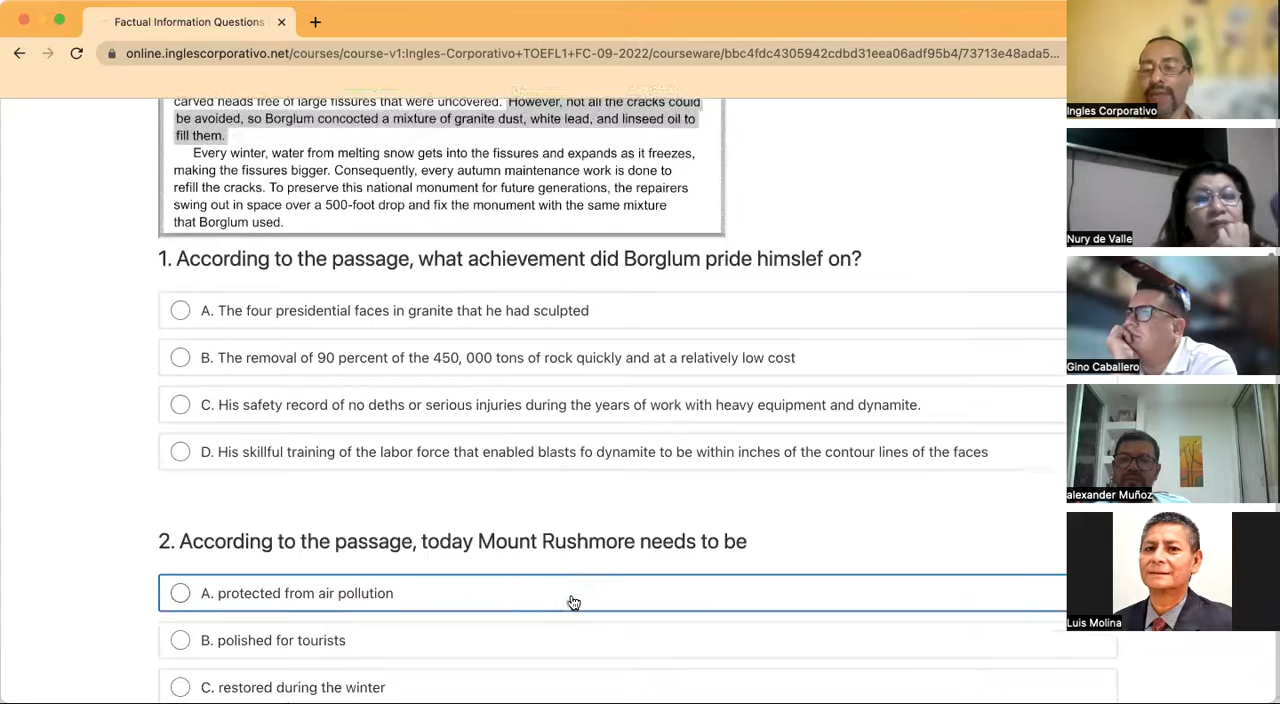 Factual Information Questions
online.inglescorporativo.net/courses/course-v1:Ingles-Corporativo+TOEFL1+FC-09-2022/courseware/bbc4fdc4305942cdbd31eea06adf95b4/73713e48ada5...
carved heads free of large fissures that were uncovered. However, not all the cracks could
be avoided, so Borglum concocted a mixture of granite dust, white lead, and linseed oil to
fill them.
Every winter, water from melting snow gets into the fissures and expands as it freezes,
making the fissures bigger. Consequently, every autumn maintenance work is done to
refill the cracks. To preserve this national monument for future generations, the repairers
swing out in space over a 500-foot drop and fix the monument with the same mixture
that Borglum used.
1. According to the passage, what achievement did Borglum pride himslef on?
A. The four presidential faces in granite that he had sculpted
B. The removal of 90 percent of the 450, 000 tons of rock quickly and at a relatively low cost
C. His safety record of no deths or serious injuries during the years of work with heavy equipment and dynamite.
D. His skillful training of the labor force that enabled blasts fo dynamite to be within inches of the contour lines of the faces
2. According to the passage, today Mount Rushmore needs to be
A. protected from air pollution
B. polished for tourists
C. restored during the winter
Ingles Corporativo
Nury de Valle
Gino Caballero
alexander Muñoz
Luis Molina